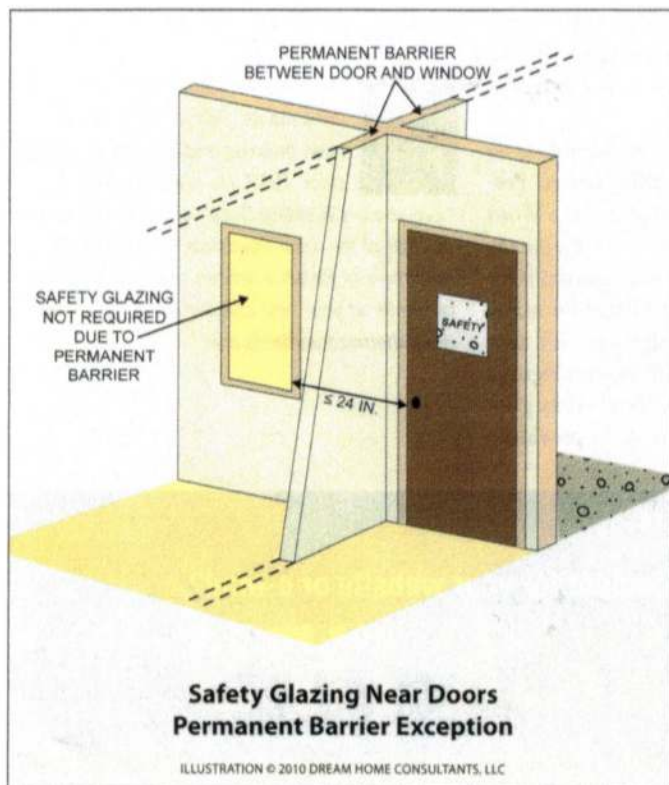 PERMANENT BARRIER
BETWEEN DOOR AND WINDOW
SAFETY GLAZING
NOT REQUIRED
DUE TO
PERMANENT
BARRIER
SAFETY
≤ 24 IN.
Safety Glazing Near Doors
Permanent Barrier Exception
ILLUSTRATION © 2010 DREAM HOME CONSULTANTS, LLC